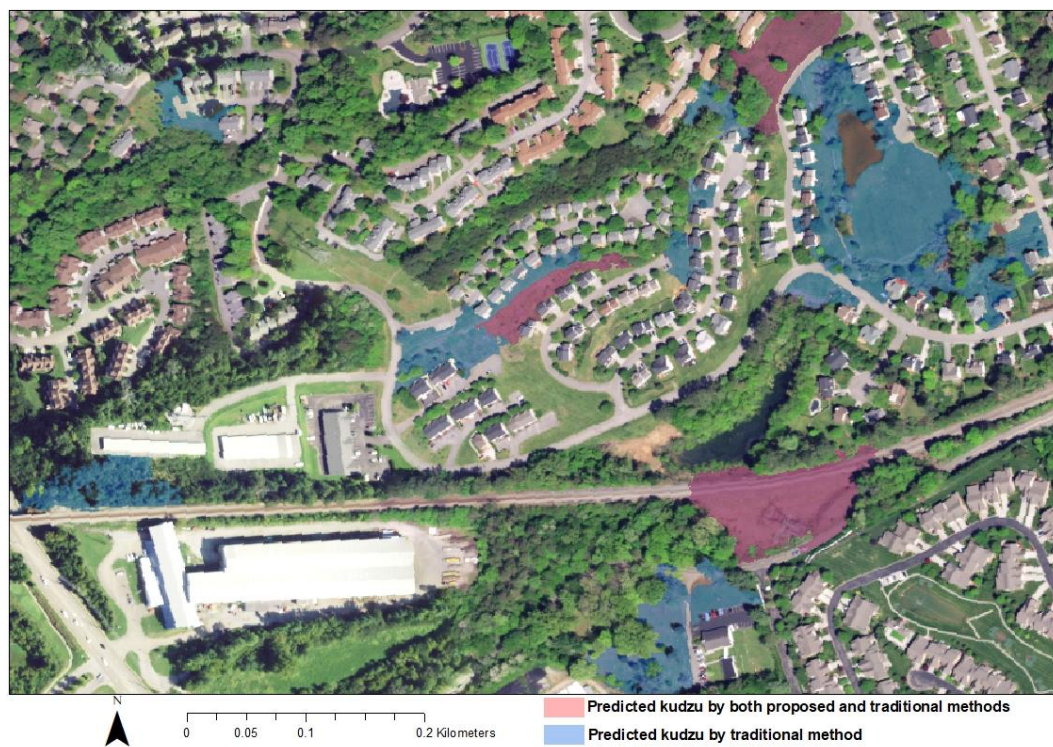 N
0 0.05 0.1 0.2 Kilometers
Predicted kudzu by both proposed and traditional methods
Predicted kudzu by traditional method